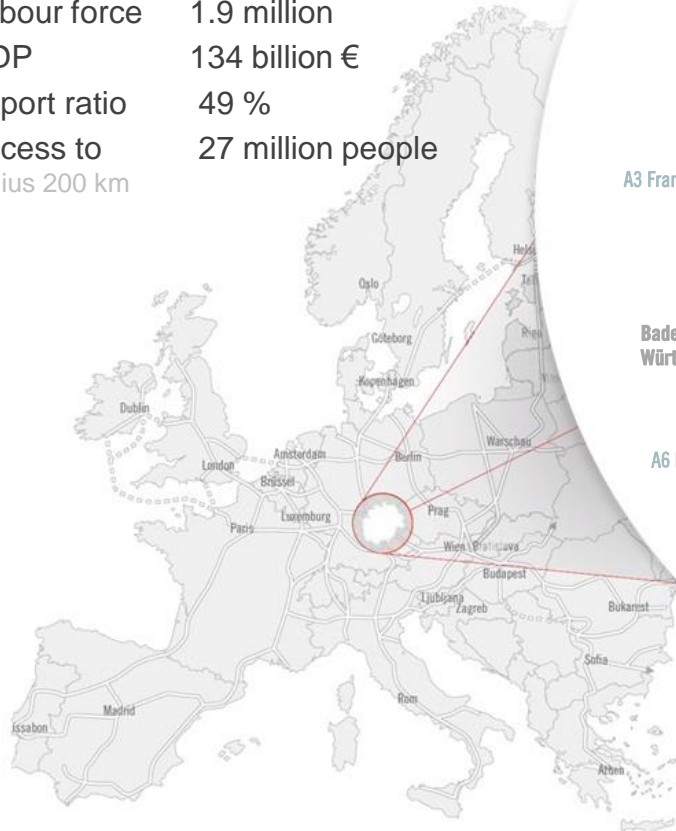 bour force 1.9 million
DP 134 billion €
port ratio 49 %
cess to 27 million people
ius 200 km
A3 Fran
Hels
Oslo
Göteborg
Bade
Würt
Kopenhagen
Dublin
London
Amsterdam
Berlin
Warschau
A6
Brüssel
Luxemburg
Prag
Paris
Wien Bratislava
Budapest
Ljubljana
Zagreb
Bukarest
Sofia
Madrid
issabon
Rom
Athen